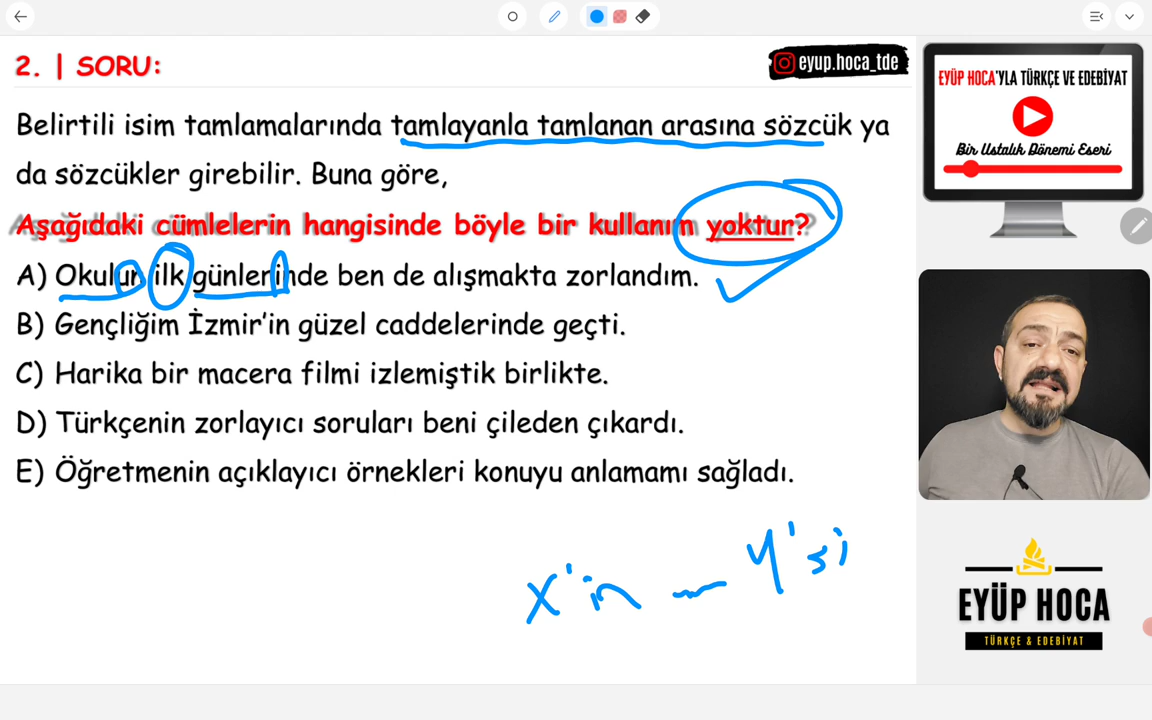 2. | SORU:
eyup.hoca_tde
Belirtili isim tamlamalarında tamlayanla tamlanan arasına sözcük ya
da sözcükler girebilir. Buna göre,
Aşağıdaki cümlelerin hangisinde böyle bir kullanım yoktur?
A) Okulun ilk günlerinde ben de alışmakta zorlandım.
B) Gençliğim İzmir'in güzel caddelerinde geçti.
C) Harika bir macera filmi izlemiştik birlikte.
D) Türkçenin zorlayıcı soruları beni çileden çıkardı.
E) Öğretmenin açıklayıcı örnekleri konuyu anlamamı sağladı.
x'in — y'si
EYÜP HOCA'YLA TÜRKÇE VE EDEBİYAT
Bir Ustalık Dönemi Eseri
EYÜP HOCA
TÜRKÇE & EDEBİYAT